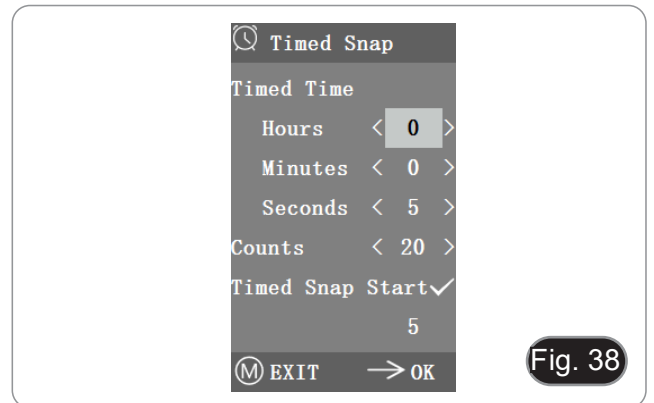 Timed Snap
Timed Time
Hours < 0 >
Minutes < 0 >
Seconds < 5 >
Counts < 20 >
Timed Snap Start✓
5
M EXIT → OK
Fig. 38